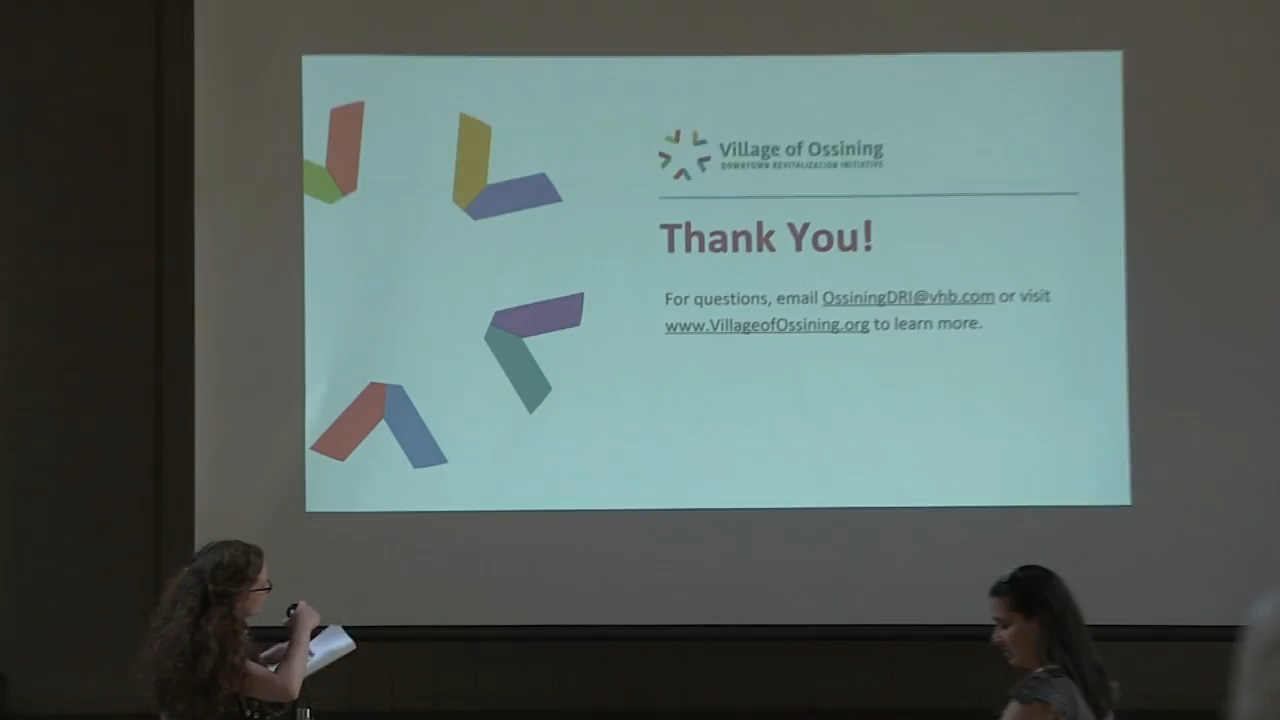 Village of Ossining
DOWNTOWN REVITALIZATION INITIATIVE
Thank You!
For questions, email OssiningDRI@vhb.com or visit
www.VillageofOssining.org to learn more.